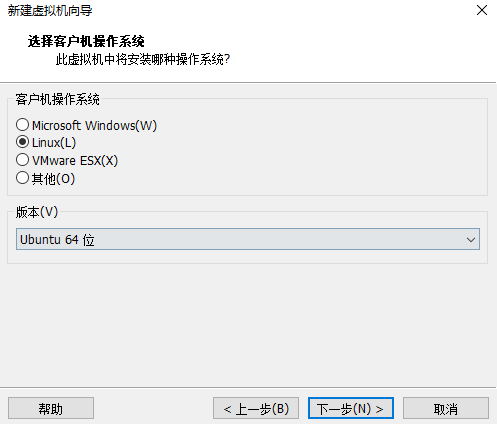 新建虚拟机向导
选择客户机操作系统
此虚拟机中将安装哪种操作系统?
客户机操作系统
Microsoft Windows(W)
Linux(L)
VMware ESX(X)
其他(O)
版本(V)
Ubuntu 64 位
帮助
< 上一步(B)
下一步(N) >
取消